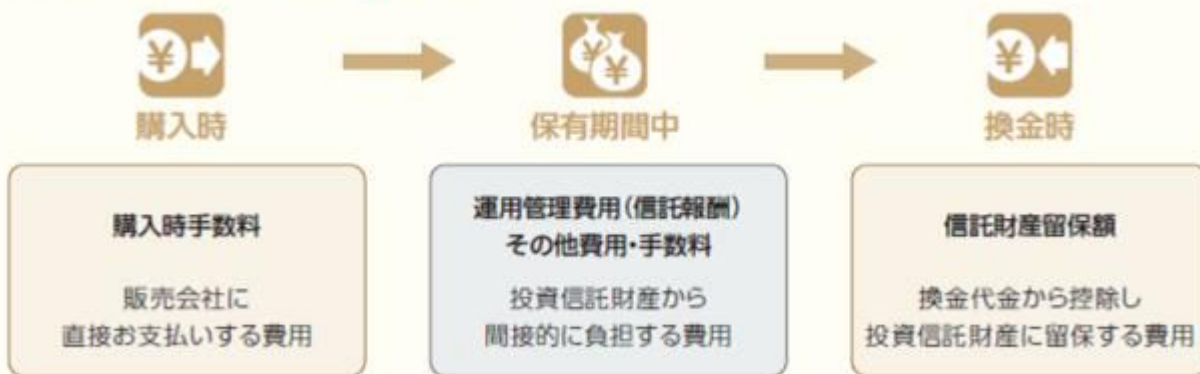 購入時
保有期間中
換金時
購入時手数料
販売会社に
直接お支払いする費用
運用管理費用(信託報酬)
その他費用・手数料
投資信託財産から
間接的に負担する費用
信託財産留保額
換金代金から控除し
投資信託財産に留保する費用